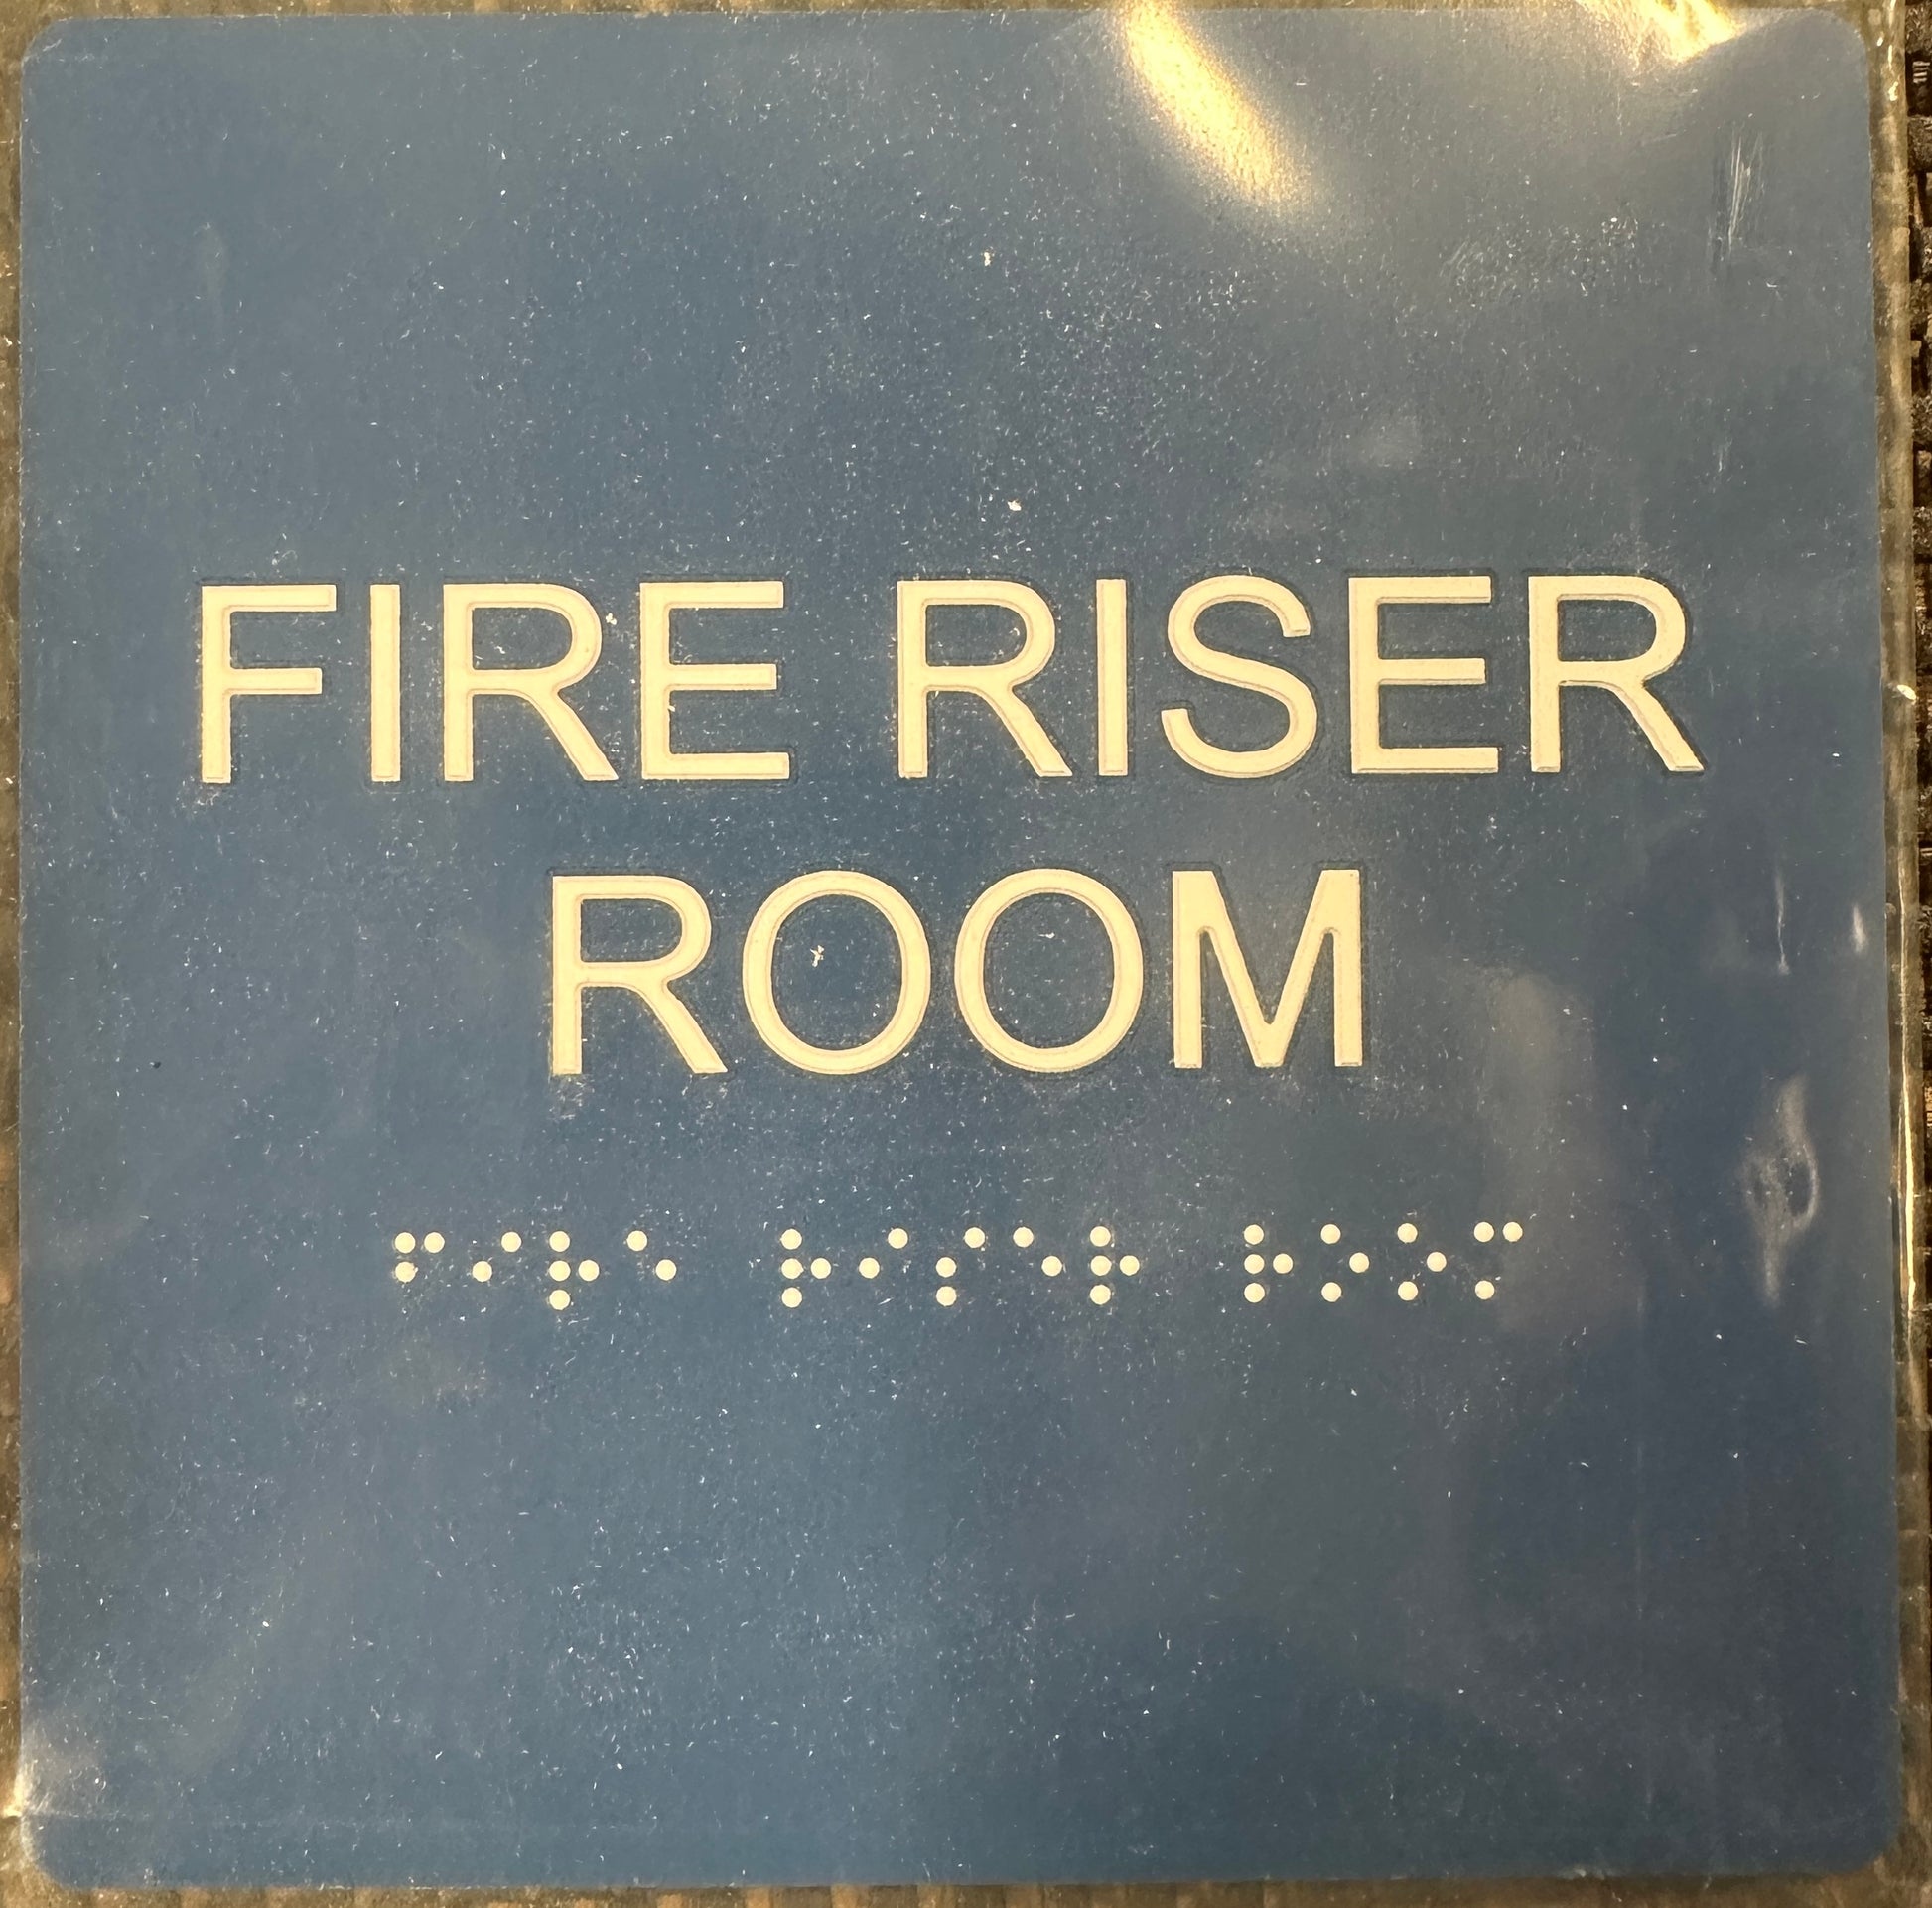 FIRE RISER
ROOM
⠋⠊⠗⠑ ⠗⠊⠎⠑⠗ ⠗⠕⠕⠍